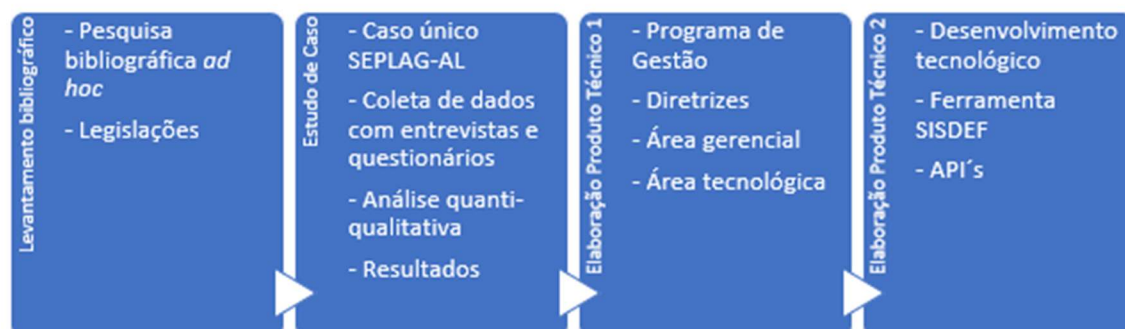 Levantamento bibliográfico
- Pesquisa
bibliográfica ad
hoc
- Legislações
Estudo de Caso
- Caso único
SEPLAG-AL
- Coleta de dados
com entrevistas e
questionários
- Análise quanti-
qualitativa
- Resultados
Elaboração Produto Técnico 1
- Programa de
Gestão
- Diretrizes
- Área gerencial
- Área tecnológica
Elaboração Produto Técnico 2
- Desenvolvimento
tecnológico
- Ferramenta
SISDEF
- API´s